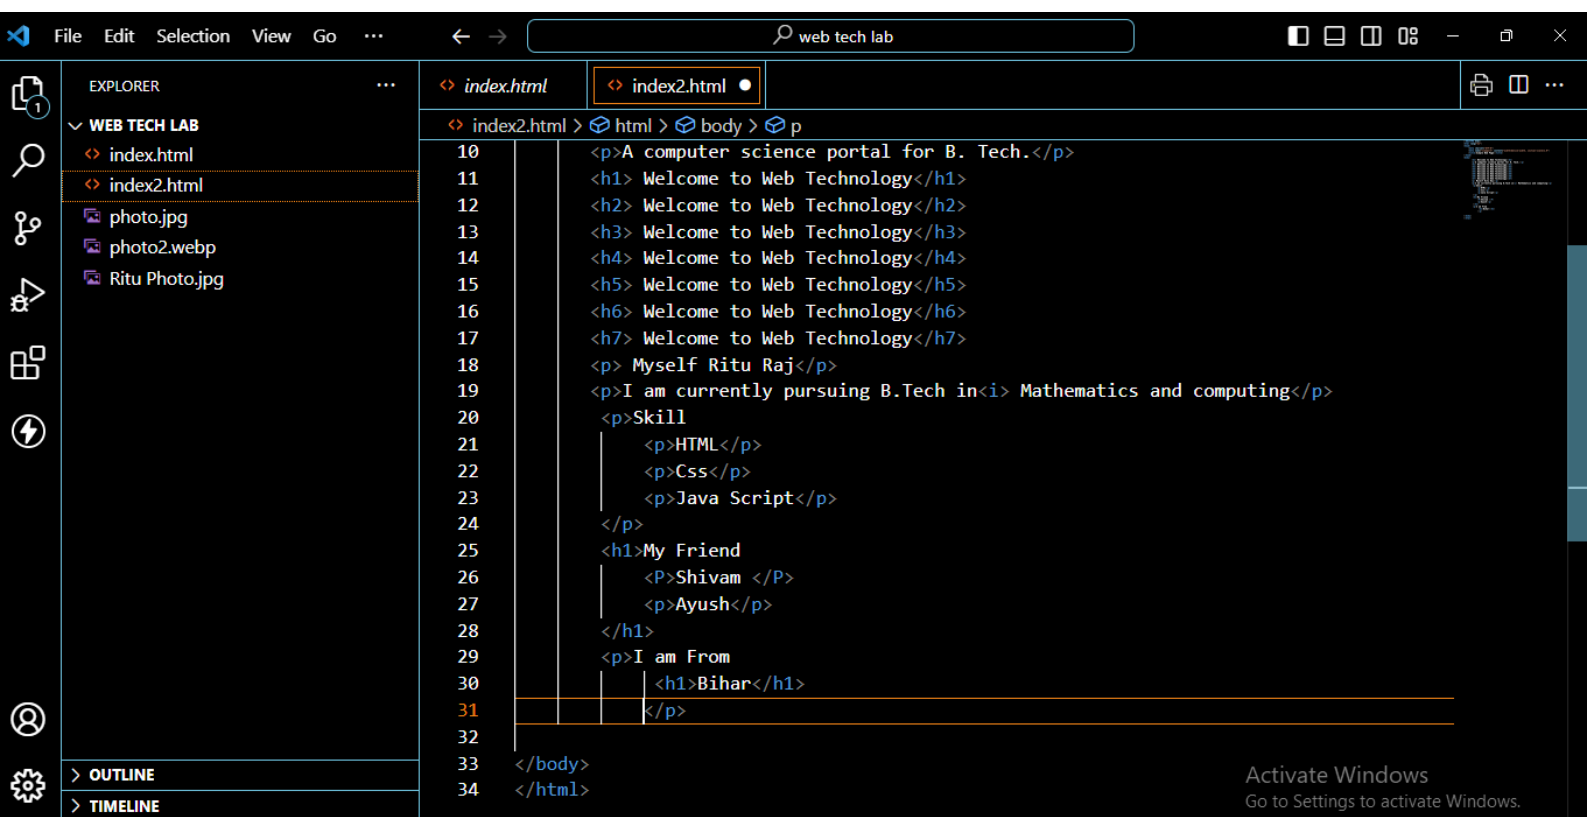 File Edit Selection View Go ··· ← → web tech lab
EXPLORER ···
WEB TECH LAB
index.html
index2.html
photo.jpg
photo2.webp
Ritu Photo.jpg
OUTLINE
TIMELINE
1
index.html index2.html
index2.html > html > body > p
10 <p>A computer science portal for B. Tech.</p>
11 <h1> Welcome to Web Technology</h1>
12 <h2> Welcome to Web Technology</h2>
13 <h3> Welcome to Web Technology</h3>
14 <h4> Welcome to Web Technology</h4>
15 <h5> Welcome to Web Technology</h5>
16 <h6> Welcome to Web Technology</h6>
17 <h7> Welcome to Web Technology</h7>
18 <p> Myself Ritu Raj</p>
19 <p>I am currently pursuing B.Tech in<i> Mathematics and computing</p>
20 <p>Skill
21 <p>HTML</p>
22 <p>Css</p>
23 <p>Java Script</p>
24 </p>
25 <h1>My Friend
26 <P>Shivam </P>
27 <p>Ayush</p>
28 </h1>
29 <p>I am From
30 <h1>Bihar</h1>
31 </p>
32
33 </body>
34 </html>
Activate Windows
Go to Settings to activate Windows.